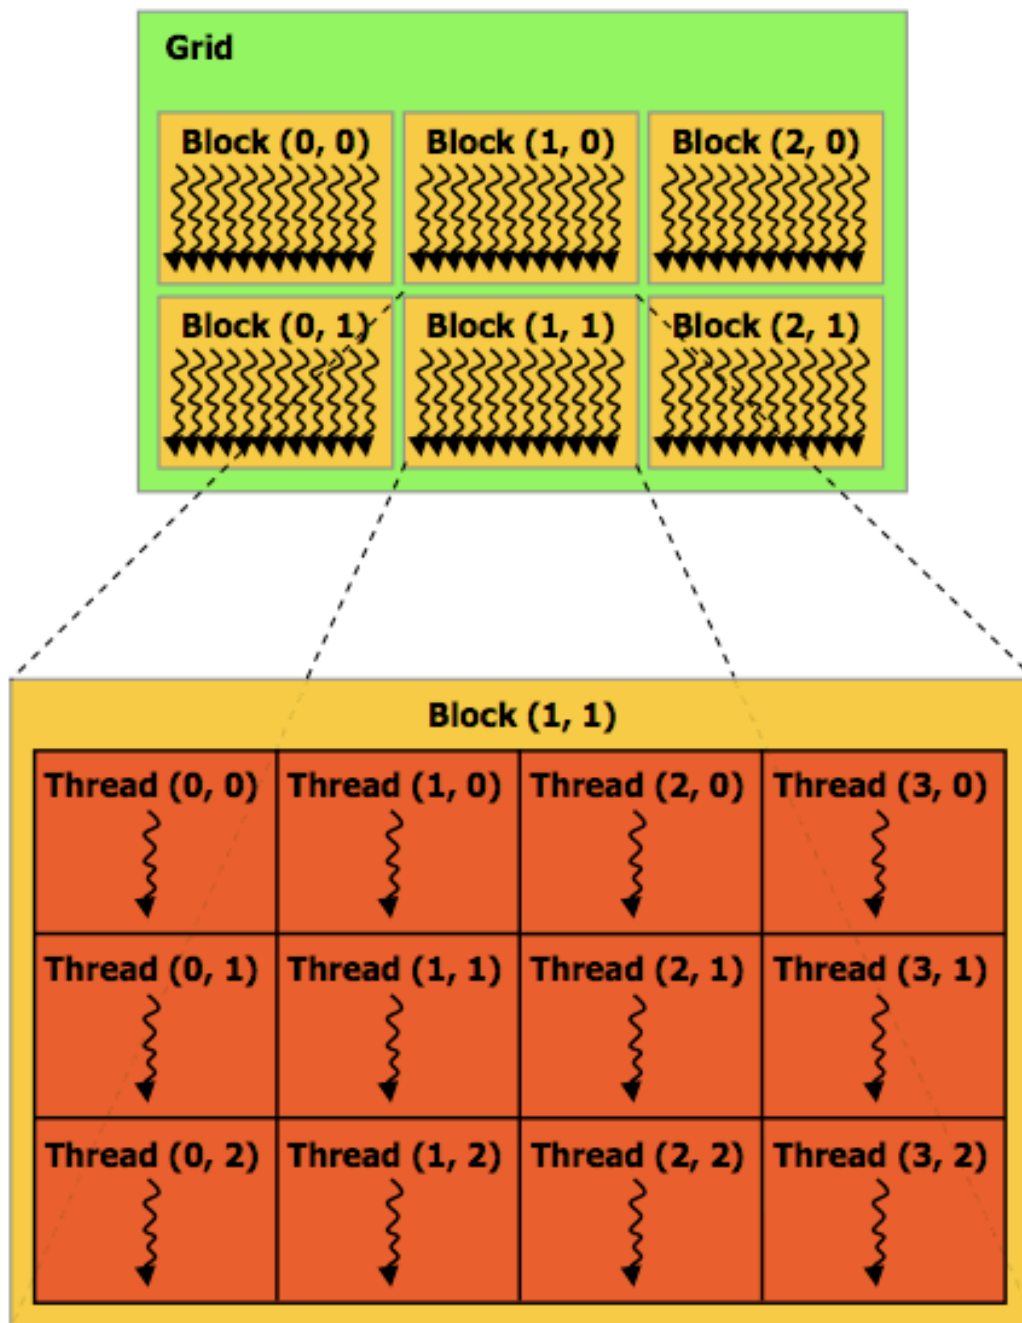 Grid
Block (0, 0) Block (1, 0) Block (2, 0)
Block (0, 1) Block (1, 1) Block (2, 1)
Block (1, 1)
Thread (0, 0) Thread (1, 0) Thread (2, 0) Thread (3, 0)
Thread (0, 1) Thread (1, 1) Thread (2, 1) Thread (3, 1)
Thread (0, 2) Thread (1, 2) Thread (2, 2) Thread (3, 2)